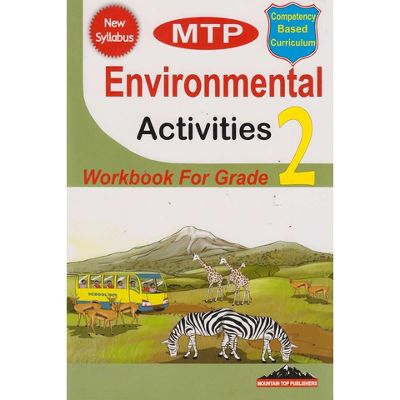 New
Syllabus
MTP
Competency
Based
Curriculum
Environmental
Activities 2
Workbook For Grade
SCHOOL BUS
MOUNTAIN TOP PUBLISHERS